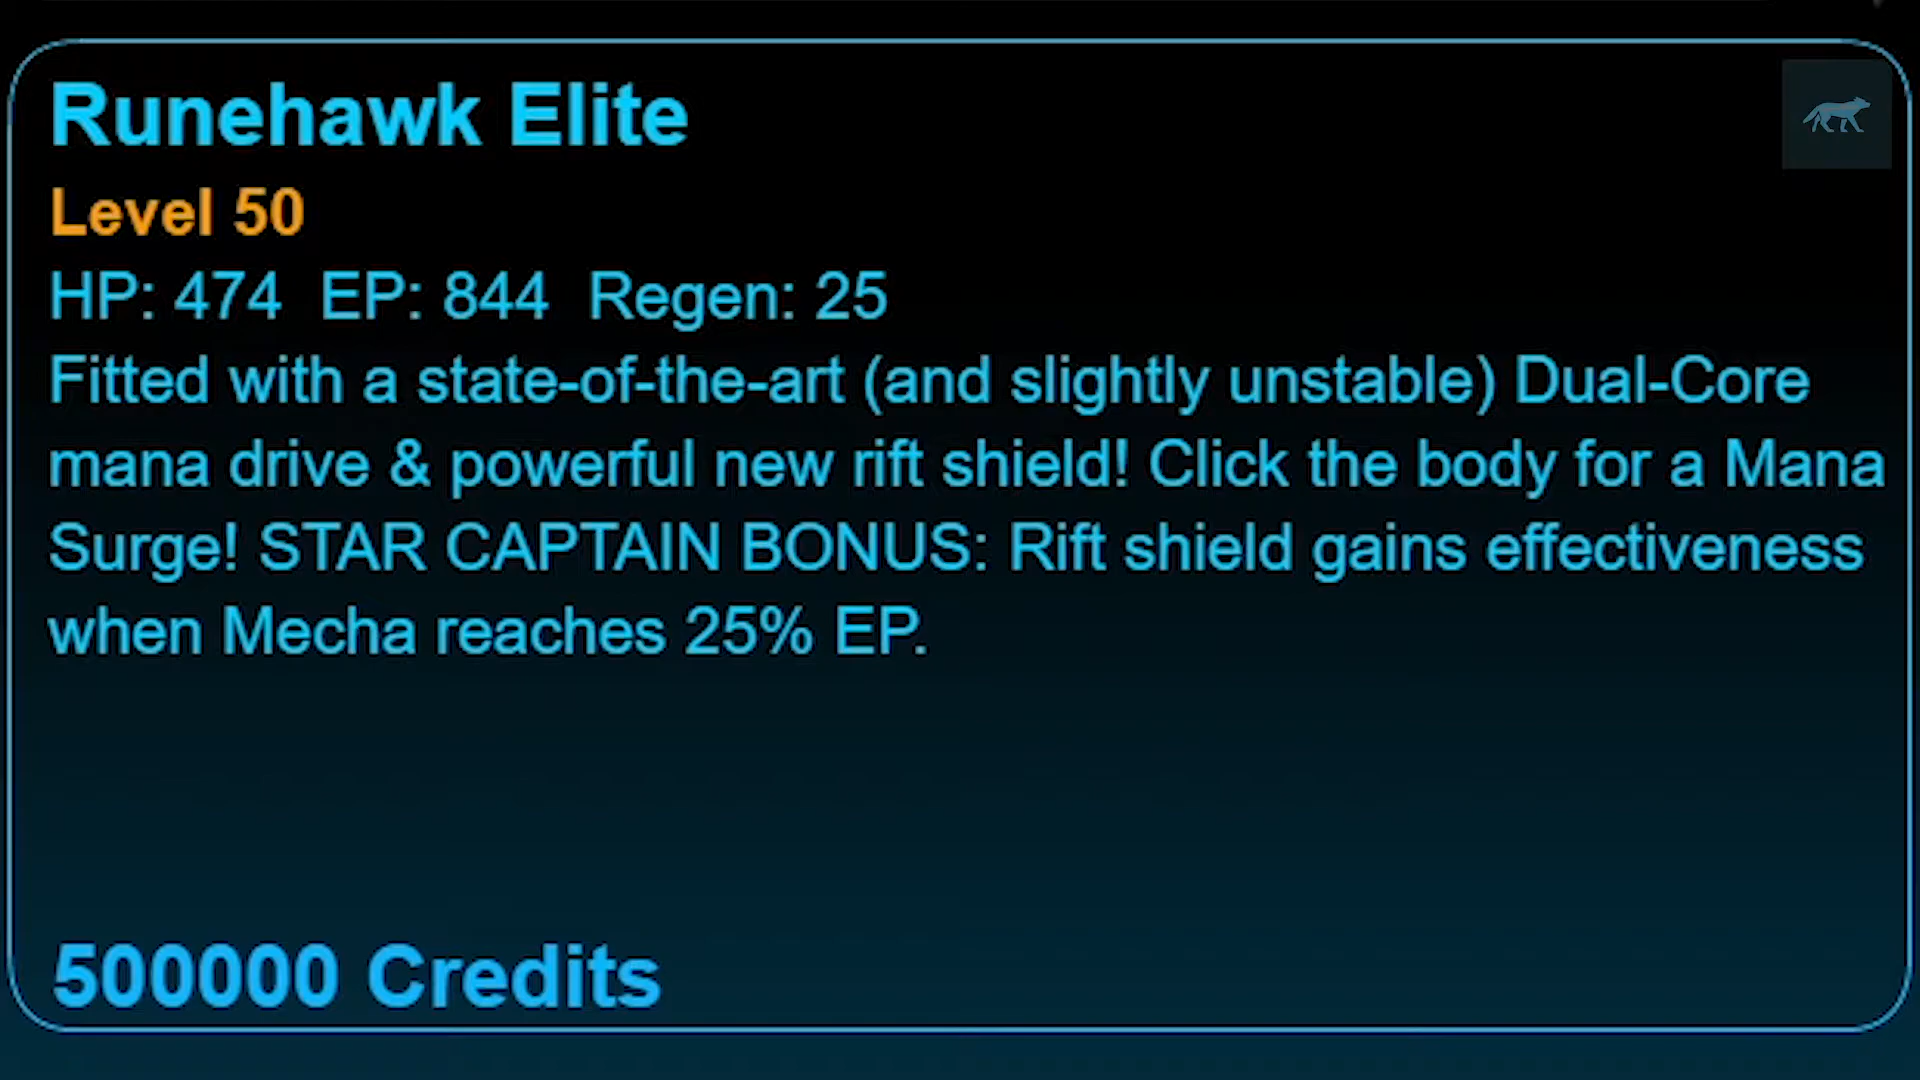 Runehawk Elite
Level 50
HP: 474 EP: 844 Regen: 25
Fitted with a state-of-the-art (and slightly unstable) Dual-Core
mana drive & powerful new rift shield! Click the body for a Mana
Surge! STAR CAPTAIN BONUS: Rift shield gains effectiveness
when Mecha reaches 25% EP.
500000 Credits